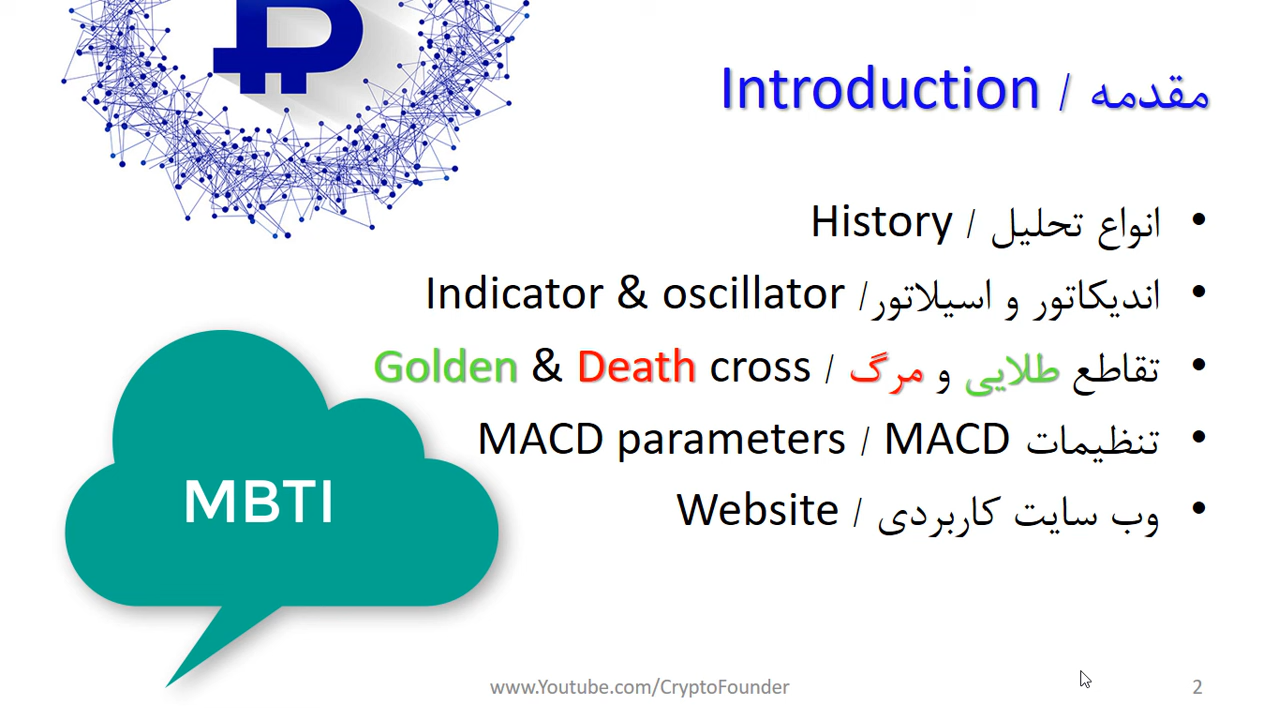 مقدمه / Introduction
• انواع تحلیل / History
• اندیکاتور و اسیلاتور/ Indicator & oscillator
• تقاطع طلایی و مرگ / Golden & Death cross
• تنظیمات MACD / MACD parameters
• وب سایت کاربردی / Website
MBTI
www.Youtube.com/CryptoFounder
2